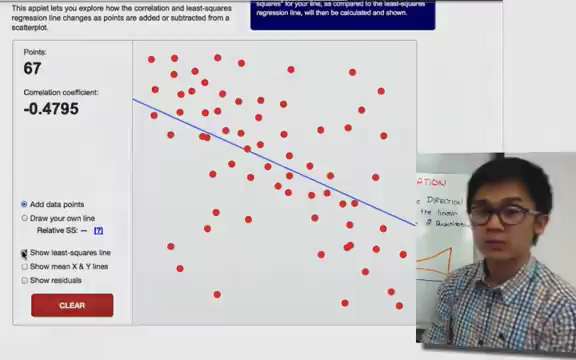 This applet lets you explore how the correlation and least-squares
regression line changes as points are added or subtracted from a
scatterplot.
squares" for your line, as compared to the least-squares
regression line, will then be calculated and shown.
Points:
67
Correlation coefficient:
-0.4795
Add data points
Draw your own line
Relative SS: -- [?]
Show least-squares line
Show mean X & Y lines
Show residuals
CLEAR
ATION
DIRECTION
the linear